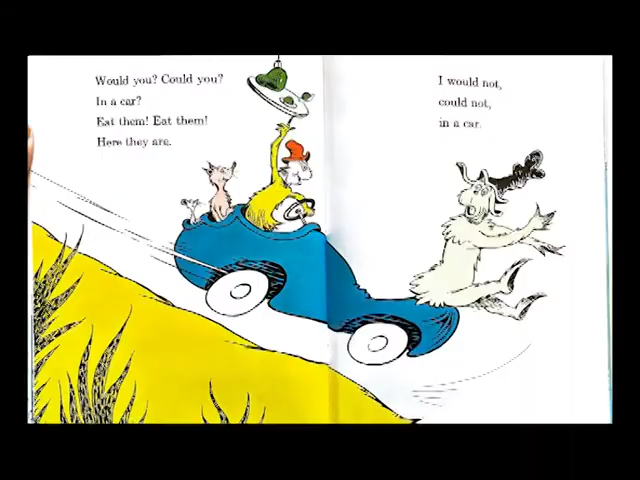 Would you? Could you?
In a car?
Eat them! Eat them!
Here they are.
I would not,
could not,
in a car.